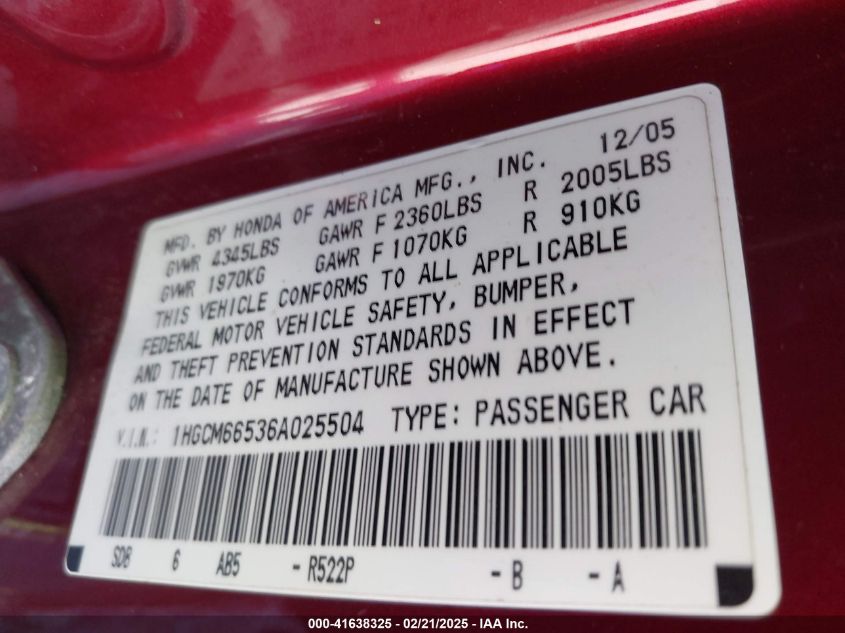 12/05
MFD. BY HONDA OF AMERICA MFG., INC.
GVWR 4345LBS GAWR F 2360LBS R 2005LBS
GVWR 1970KG GAWR F 1070KG R 910KG
THIS VEHICLE CONFORMS TO ALL APPLICABLE
FEDERAL MOTOR VEHICLE SAFETY, BUMPER,
AND THEFT PREVENTION STANDARDS IN EFFECT
ON THE DATE OF MANUFACTURE SHOWN ABOVE.
V.I.N.: 1HGCM66536A025504 TYPE: PASSENGER CAR
SDB 6 AB5 - R522P - B - A
000-41638325 - 02/21/2025 - IAA Inc.